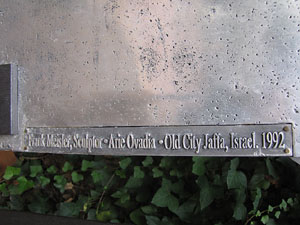 Frank Meisler, Sculptor • Arie Ovadia • Old City Jaffa, Israel. 1992